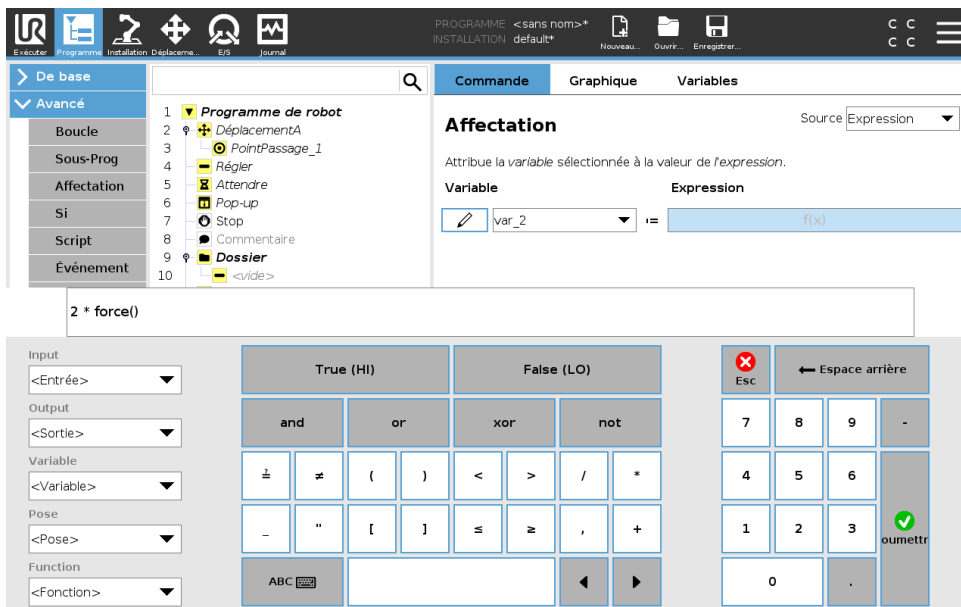 PROGRAMME <sans nom>*
INSTALLATION default*
Exécuter Programme Installation Déplaceme... E/S Journal Nouveau... Ouvrir... Enregistrer...
C C
C C
De base
Avancé
Boucle
Sous-Prog
Affectation
Si
Script
Événement
1 Programme de robot
2 DéplacementA
3 PointPassage_1
4 Régler
5 Attendre
6 Pop-up
7 Stop
8 Commentaire
9 Dossier
10 <vide>
Commande Graphique Variables
Affectation
Source Expression
Attribue la variable sélectionnée à la valeur de l'expression.
Variable Expression
var_2 := f(x)
2 * force()
Input
<Entrée>
Output
<Sortie>
Variable
<Variable>
Pose
<Pose>
Function
<Fonction>
True (HI) False (LO)
and or xor not
≟ ≠ ( ) < > / *
_ " [ ] ≤ ≥ , +
ABC
Esc Espace arrière
7 8 9 -
4 5 6
1 2 3 oumettr
0 .